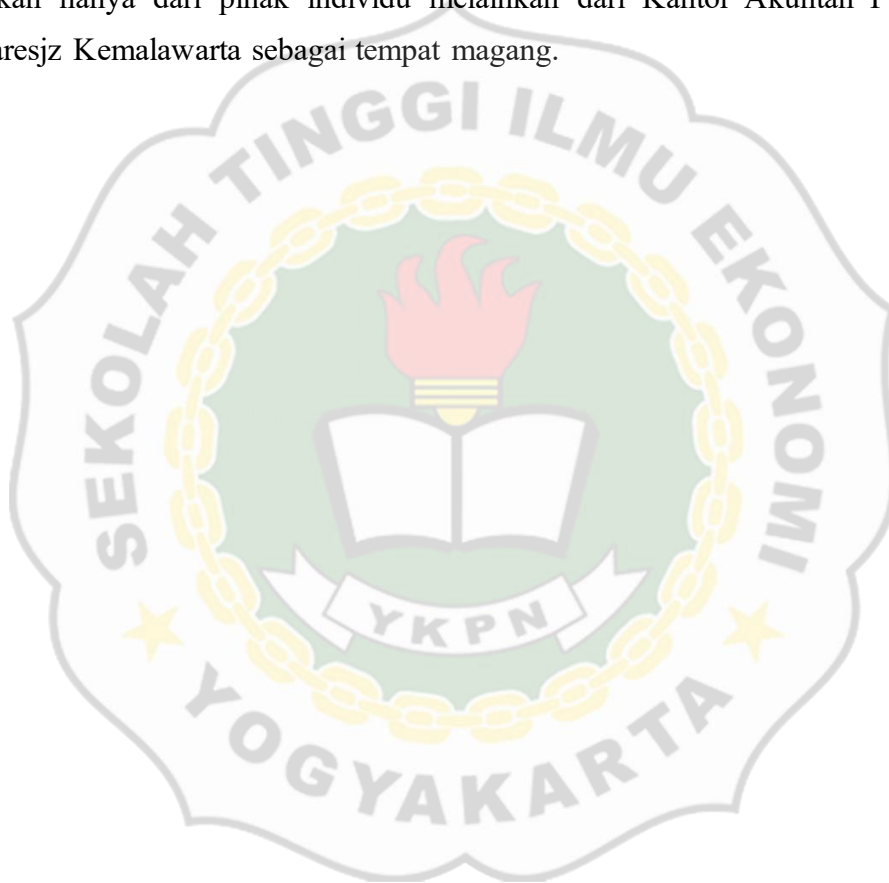 hanya dari pihak individu melainkan dari Kantor Akuntan
Kemalawarta sebagai tempat magang.
SEKOLAH TINGGI ILMU EKONOMI
YKPN
YOGYAKARTA